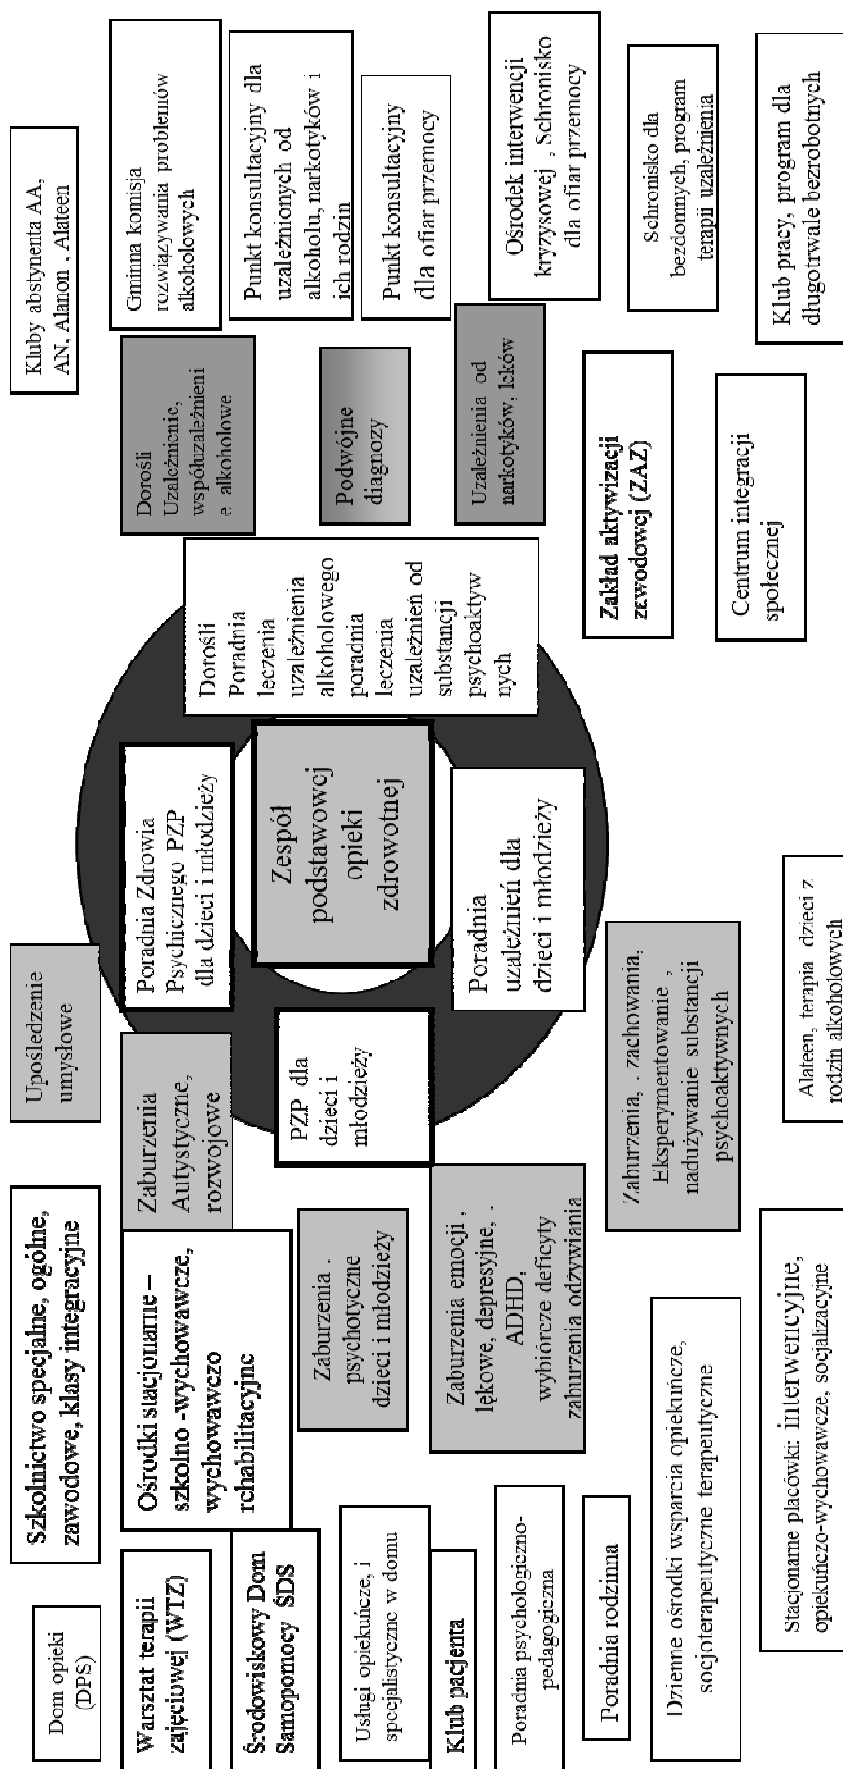 Dom opieki
(DPS)
Szkolnictwo specjalne, ogólne,
zawodowe, klasy integracyjne
Upośledzenie
umysłowe
Kluby abstynenta AA,
AN, Alanon , Alateen
Warsztat terapii
zajęciowej (WTZ)
Ośrodki stacjonarne –
szkolno -wychowawcze,
wychowawczo
rehabilitacyjne
Zaburzenia
Autystyczne,
rozwojowe
Poradnia Zdrowia
Psychicznego PZP
dla dzieci i młodzieży
Dorośli
Uzależnienie,
współuzależnieni
e alkoholowe
Gminna komisja
rozwiązywania problemów
alkoholowych
Środowiskowy Dom
Samopomocy ŚDS
Zespół
podstawowej
opieki
zdrowotnej
Dorośli
Poradnia
leczenia
uzależnienia
alkoholowego
poradnia
leczenia
uzależnień od
substancji
psychoaktyw
nych
Punkt konsultacyjny dla
uzależnionych od
alkoholu, narkotyków i
ich rodzin
Usługi opiekuńcze, i
specjalistyczne w domu
Zaburzenia .
psychotyczne
dzieci i młodzieży
PZP dla
dzieci i
młodzieży
Podwójne
diagnozy
Punkt konsultacyjny
dla ofiar przemocy
Klub pacjenta
Zaburzenia emocji ,
lękowe, depresyjne, .
ADHD,
wybiórcze deficyty
zaburzenia odżywiania
Poradnia
uzależnień dla
dzieci i młodzieży
Uzależnienia od
narkotyków, leków
Ośrodek interwencji
kryzysowej , Schronisko
dla ofiar przemocy
Poradnia psychologiczno-
pedagogiczna
Poradnia rodzinna
Zaburzenia, . zachowania,
Eksperymentowanie ,
nadużywanie substancji
psychoaktywnych
Zakład aktywizacji
zawodowej (ZAZ)
Schronisko dla
bezdomnych, program
terapii uzależnienia
Dzienne ośrodki wsparcia opiekuńcze,
socjoterapeutyczne terapeutyczne
Centrum integracji
społecznej
Klub pracy, program dla
długotrwale bezrobotnych
Stacjonarne placówki: interwencyjne,
opiekuńczo-wychowawcze, socjalizacyjne
Alateen, terapia dzieci z
rodzin alkoholowych